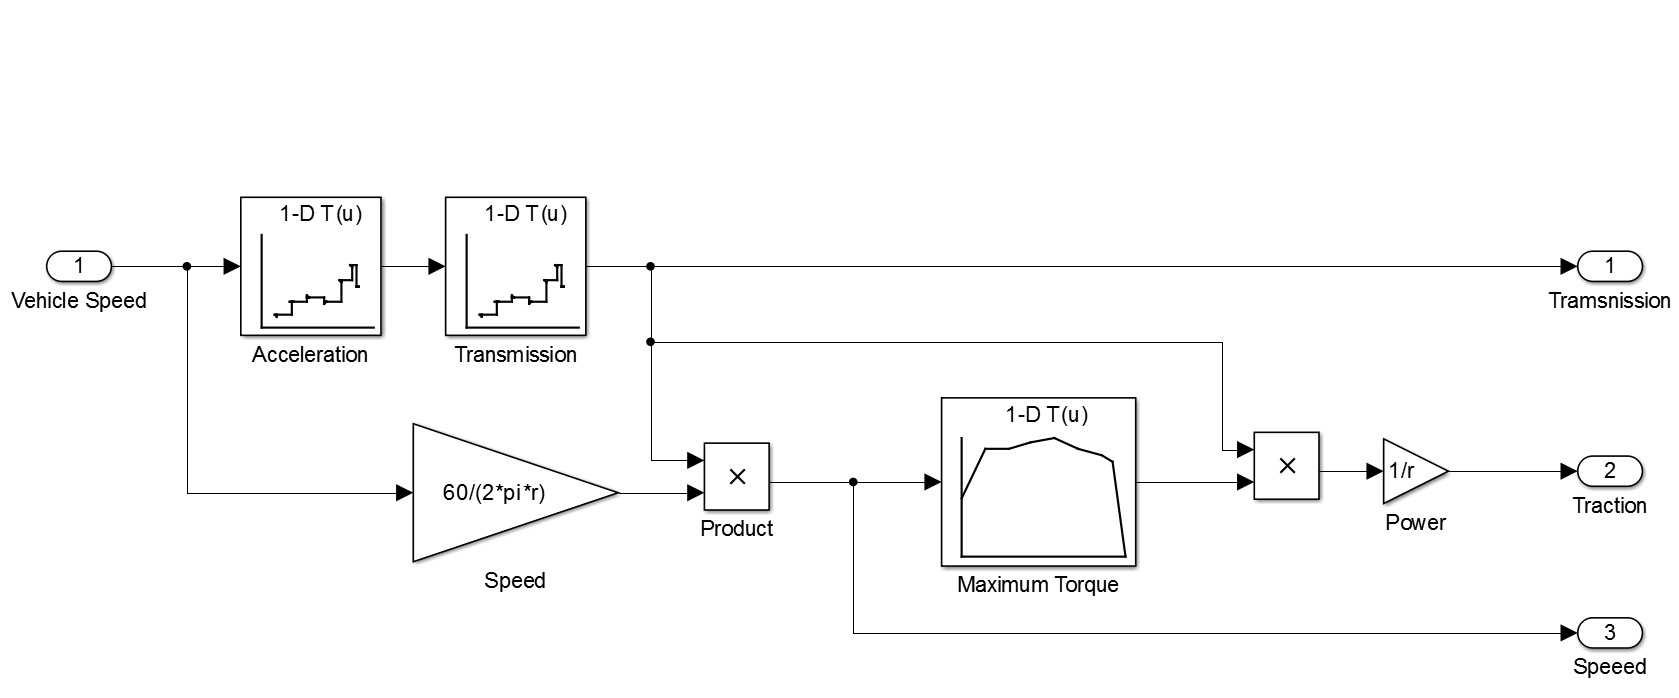 1-D T(u)
1-D T(u)
1
Vehicle Speed
Acceleration
Transmission
1
Tramsnission
60/(2*pi*r)
Speed
×
Product
1-D T(u)
Maximum Torque
×
1/r
Power
2
Traction
3
Speeed